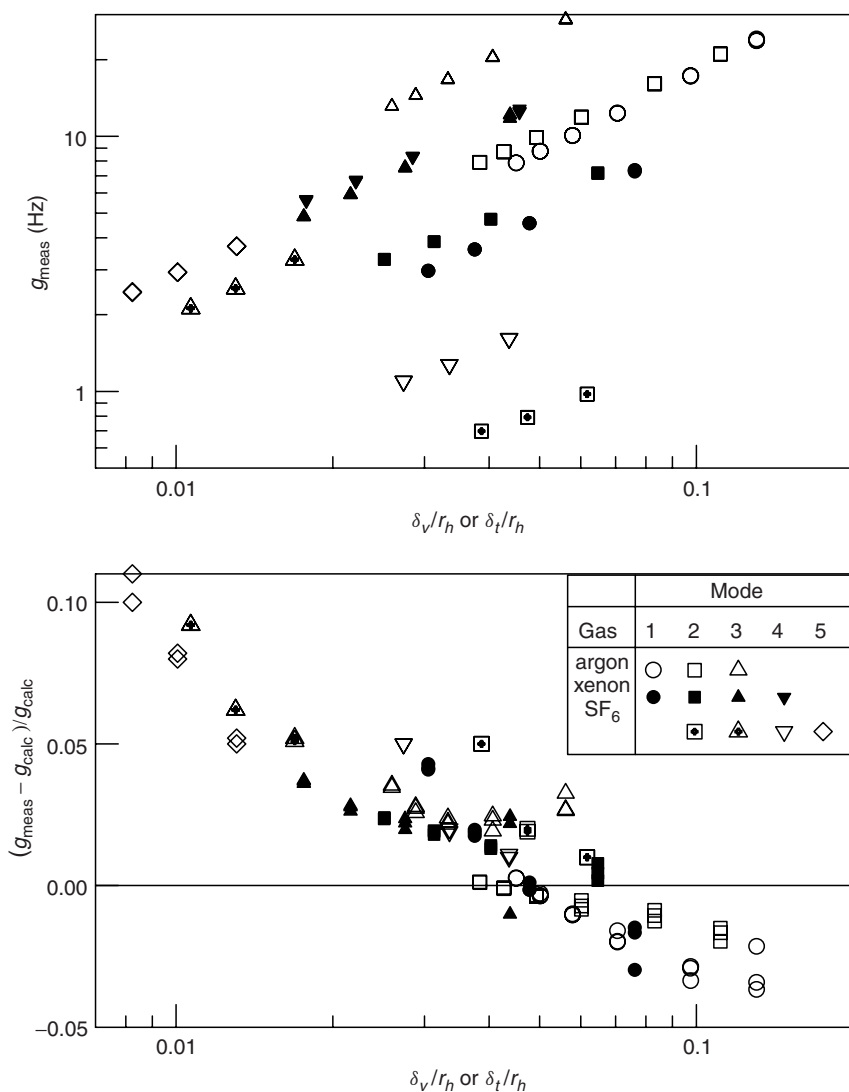 10
1
g_meas (Hz)
0.01 0.1
δ_v/r_h or δ_t/r_h
0.10
0.05
0.00
−0.05
(g_meas − g_calc)/g_calc
Mode
Gas 1 2 3 4 5
argon
xenon
SF_6
0.01 0.1
δ_v/r_h or δ_t/r_h